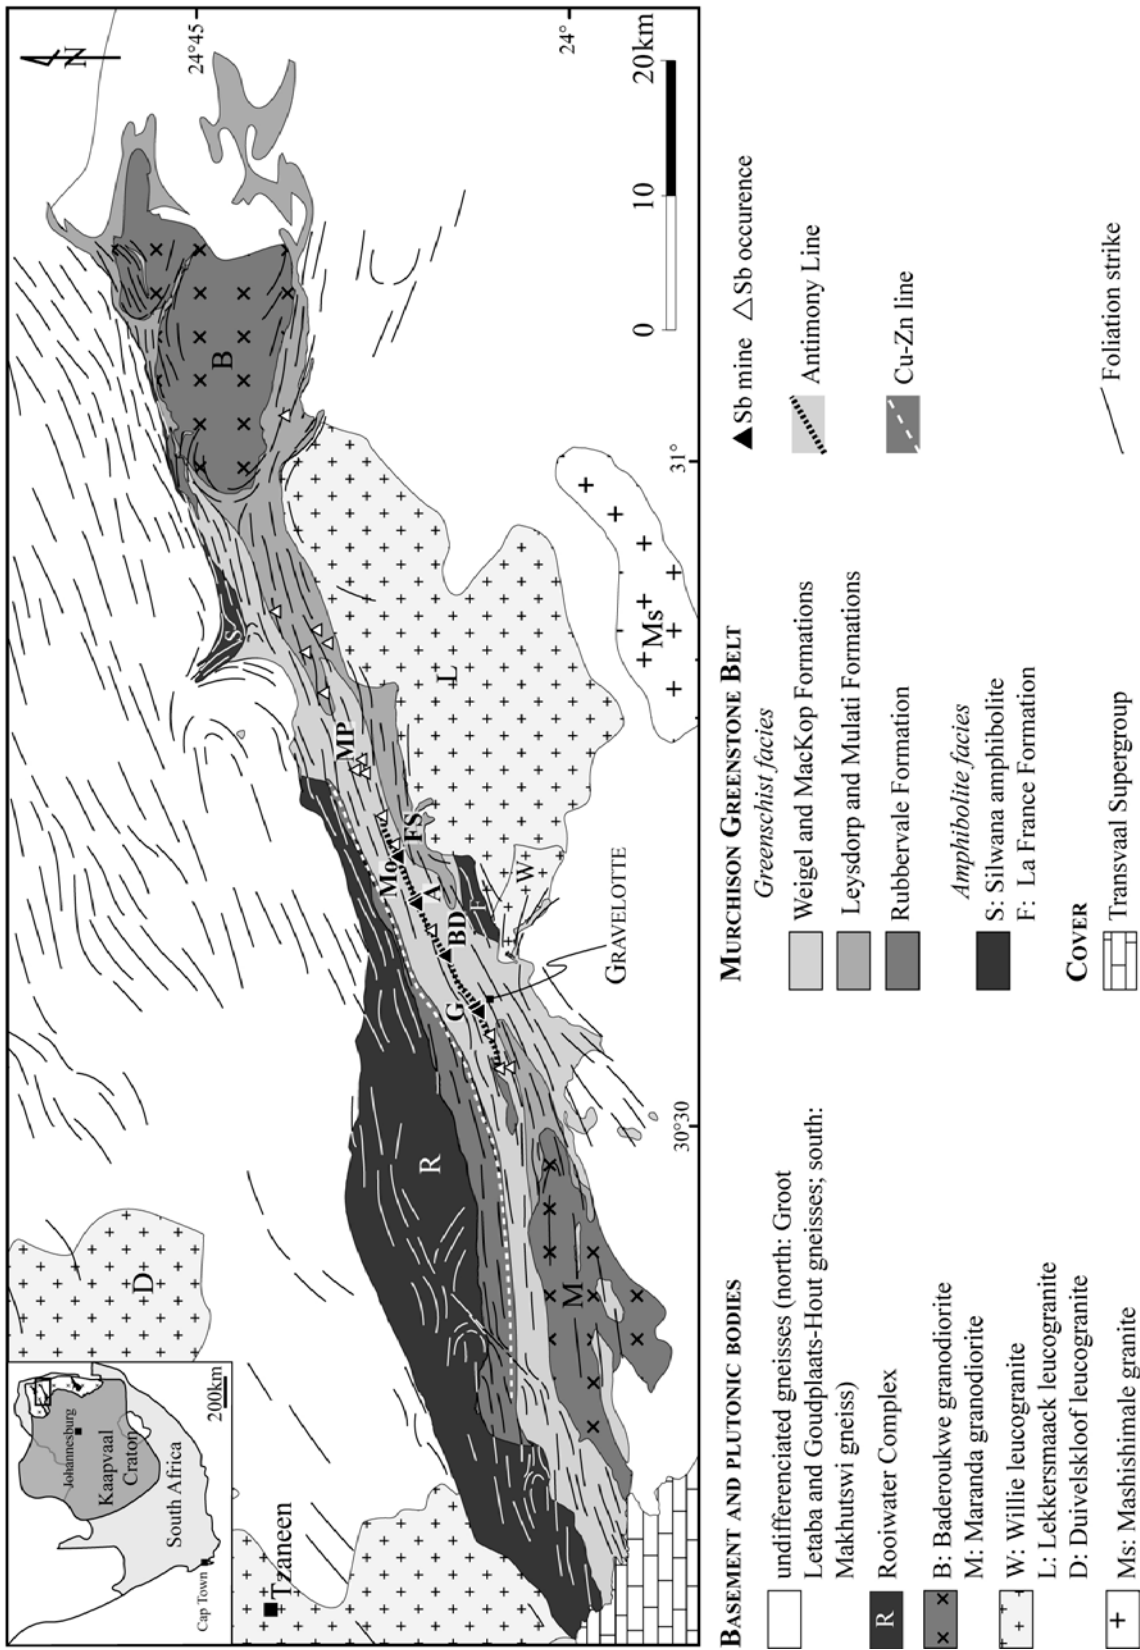 N
24°45
24°
31°
30°30
0 10 20km
B
S
MP
L
Ms
Mo
FS
A
F
W
BD
G
GRAVELOTTE
R
M
D
Tzaneen
Johannesburg
Kaapvaal
Craton
South Africa
Cap Town
200km
BASEMENT AND PLUTONIC BODIES
undifferenciated gneisses (north: Groot
Letaba and Goudplaats-Hout gneisses; south:
Makhutswi gneiss)
R
Rooiwater Complex
B: Baderoukwe granodiorite
M: Maranda granodiorite
W: Willie leucogranite
L: Lekkersmaack leucogranite
D: Duivelskloof leucogranite
Ms: Mashishimale granite
MURCHISON GREENSTONE BELT
Greenschist facies
Weigel and MacKop Formations
Leysdorp and Mulati Formations
Rubbervale Formation
Amphibolite facies
S: Silwana amphibolite
F: La France Formation
COVER
Transvaal Supergroup
Sb mine Sb occurence
Antimony Line
Cu-Zn line
Foliation strike